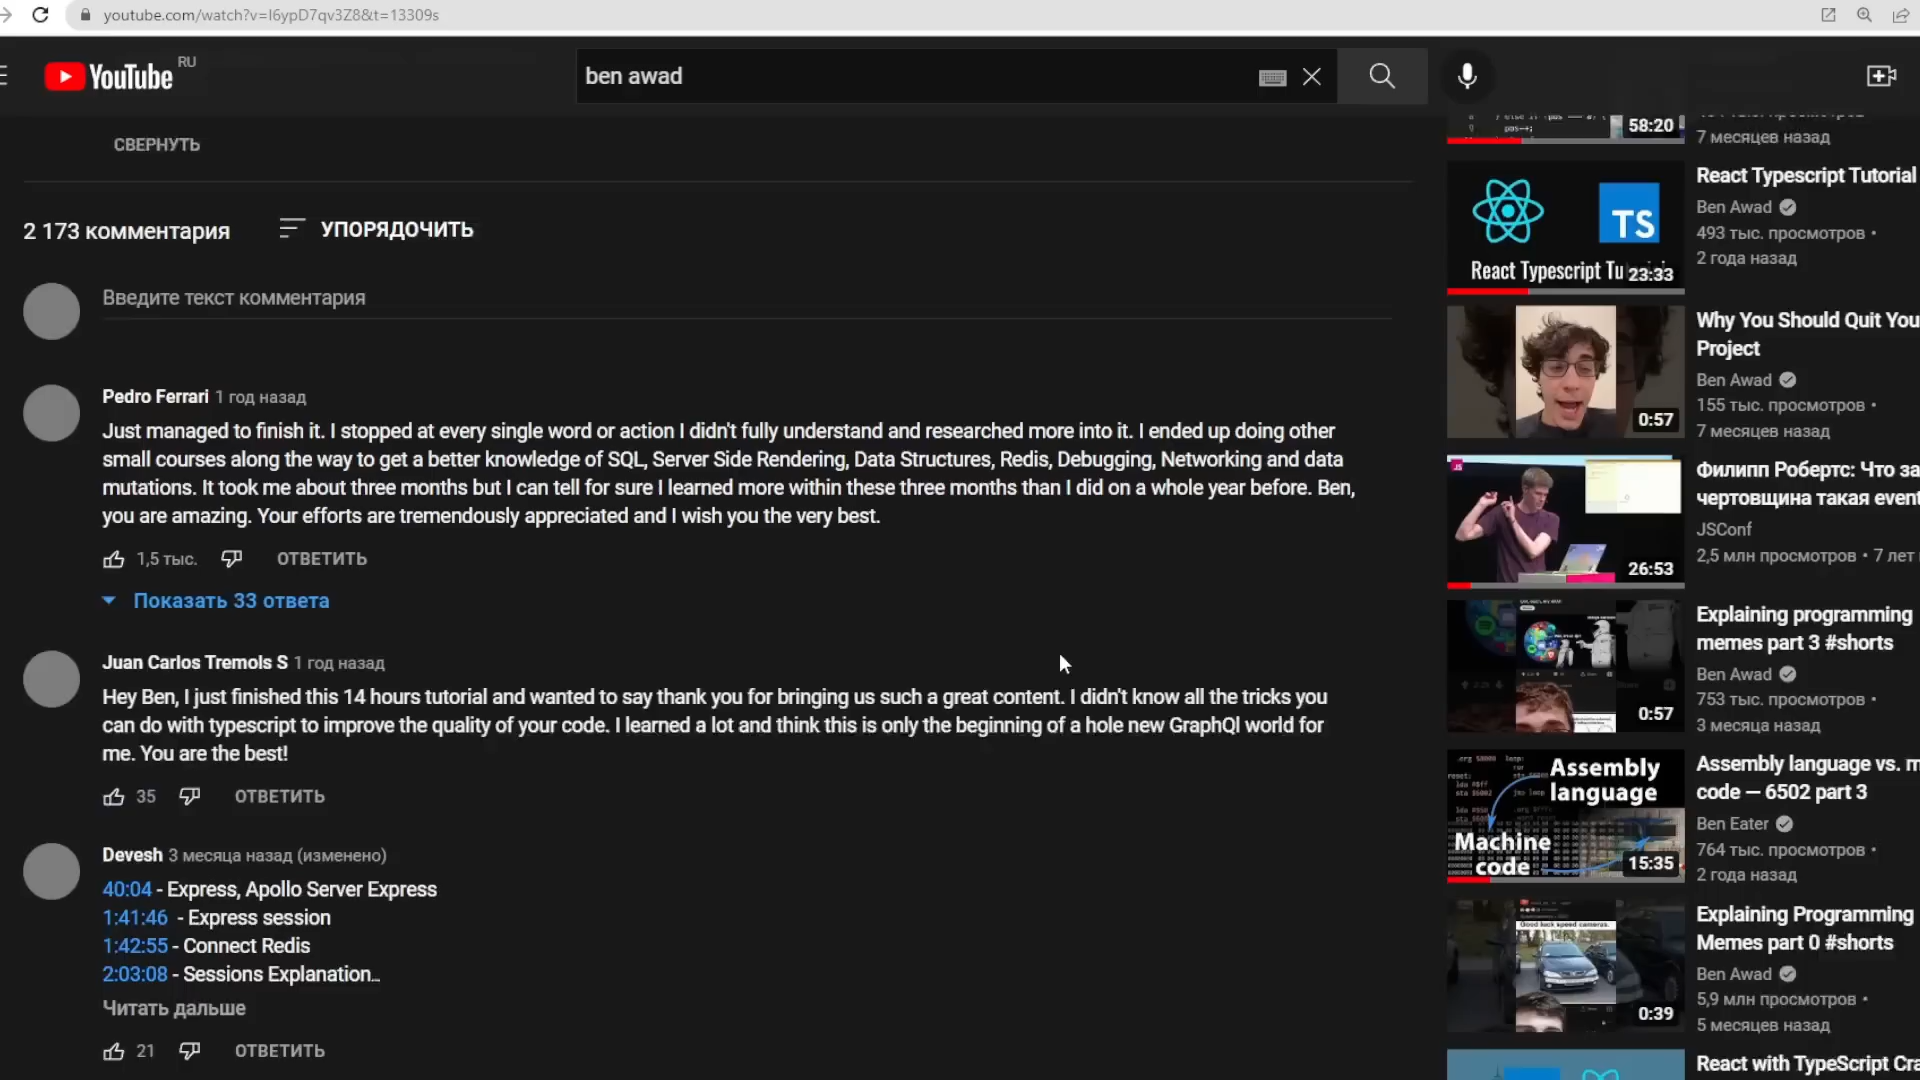 youtube.com/watch?v=I6ypD7qv3Z8&t=13309s
YouTube RU
ben awad
СВЕРНУТЬ
2 173 комментария
УПОРЯДОЧИТЬ
Введите текст комментария
Pedro Ferrari 1 год назад
Just managed to finish it. I stopped at every single word or action I didn't fully understand and researched more into it. I ended up doing other
small courses along the way to get a better knowledge of SQL, Server Side Rendering, Data Structures, Redis, Debugging, Networking and data
mutations. It took me about three months but I can tell for sure I learned more within these three months than I did on a whole year before. Ben,
you are amazing. Your efforts are tremendously appreciated and I wish you the very best.
1,5 тыс. ОТВЕТИТЬ
Показать 33 ответа
Juan Carlos Tremols S 1 год назад
Hey Ben, I just finished this 14 hours tutorial and wanted to say thank you for bringing us such a great content. I didn't know all the tricks you
can do with typescript to improve the quality of your code. I learned a lot and think this is only the beginning of a hole new GraphQl world for
me. You are the best!
35 ОТВЕТИТЬ
Devesh 3 месяца назад (изменено)
40:04 - Express, Apollo Server Express
1:41:46 - Express session
1:42:55 - Connect Redis
2:03:08 - Sessions Explanation...
Читать дальше
21 ОТВЕТИТЬ
58:20
7 месяцев назад
TS
React Typescript Tu
23:33
React Typescript Tutorial
Ben Awad
493 тыс. просмотров •
2 года назад
0:57
Why You Should Quit You
Project
Ben Awad
155 тыс. просмотров •
7 месяцев назад
JS
26:53
Филипп Робертс: Что за
чертовщина такая event
JSConf
2,5 млн просмотров • 7 лет
0:57
Explaining programming
memes part 3 #shorts
Ben Awad
753 тыс. просмотров •
3 месяца назад
Assembly
language
Machine
code
15:35
Assembly language vs. m
code — 6502 part 3
Ben Eater
764 тыс. просмотров •
2 года назад
Good luck speed cameras.
0:39
Explaining Programming
Memes part 0 #shorts
Ben Awad
5,9 млн просмотров •
5 месяцев назад
React with TypeScript Cra